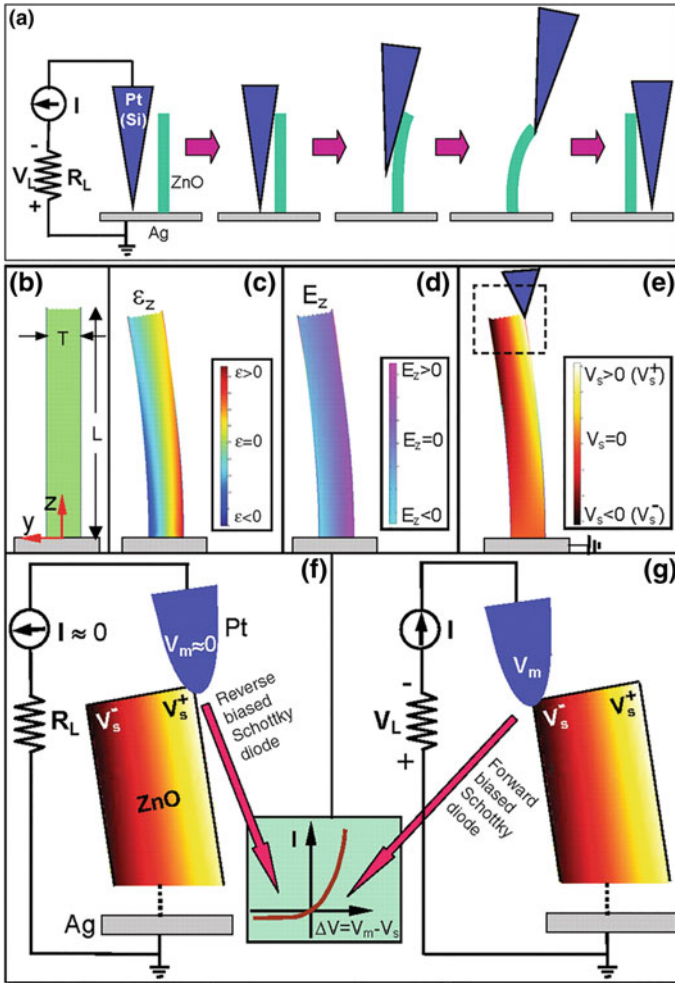 (a)
I
Pt
(Si)
-
V_L
R_L
+
ZnO
Ag
(b)
T
L
z
y
(c)
ε_z
ε>0
ε=0
ε<0
(d)
E_z
E_z>0
E_z=0
E_z<0
(e)
V_s>0 (V_s^+)
V_s=0
V_s<0 (V_s^-)
(f)
I ≈ 0
V_m≈0
Pt
R_L
V_s^-
V_s^+
ZnO
Ag
Reverse
biased
Schottky
diode
I
ΔV=V_m-V_s
(g)
I
V_m
-
V_L
+
V_s^-
V_s^+
Forward
biased
Schottky
diode